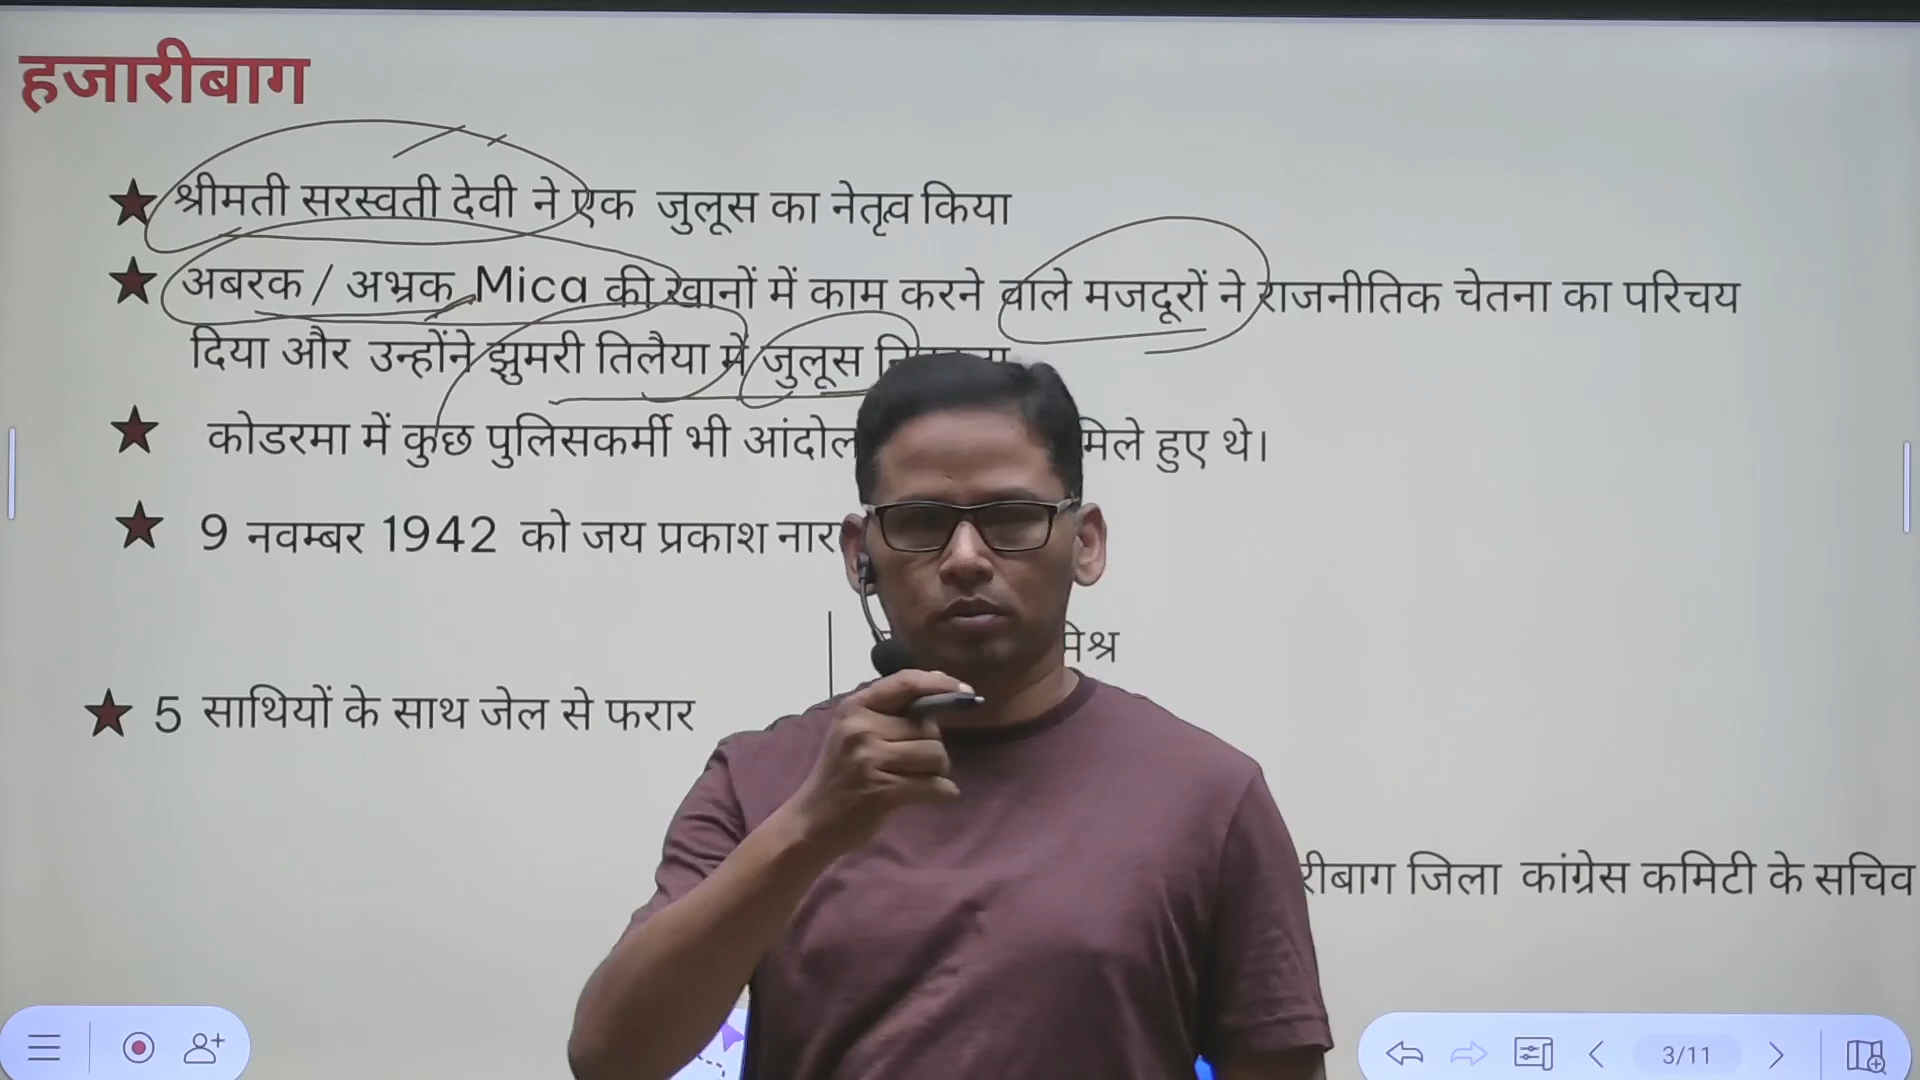 हजारीबाग
श्रीमती सरस्वती देवी ने एक जुलूस का नेतृत्व किया
अबरक / अभ्रक Mica की खानों में काम करने वाले मजदूरों ने राजनीतिक चेतना का परिचय
दिया और उन्होंने झुमरी तिलैया में जुलूस
कोडरमा में कुछ पुलिसकर्मी भी मिले हुए थे।
9 नवम्बर 1942 को जय प्रकाश
5 साथियों के साथ जेल से फरार
जिला कांग्रेस कमिटी के सचिव
3/11